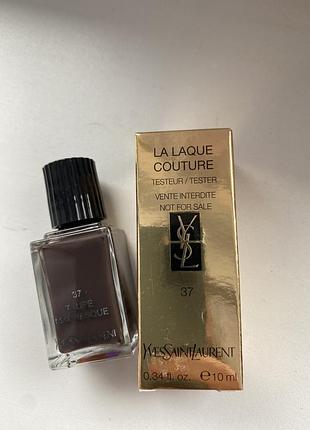 37
LA LAQUE
COUTURE
TESTEUR / TESTER
VENTE INTERDITE
NOT FOR SALE
YSL
37
YVESSAINTLAURENT
0.34 fl. oz. e 10 ml